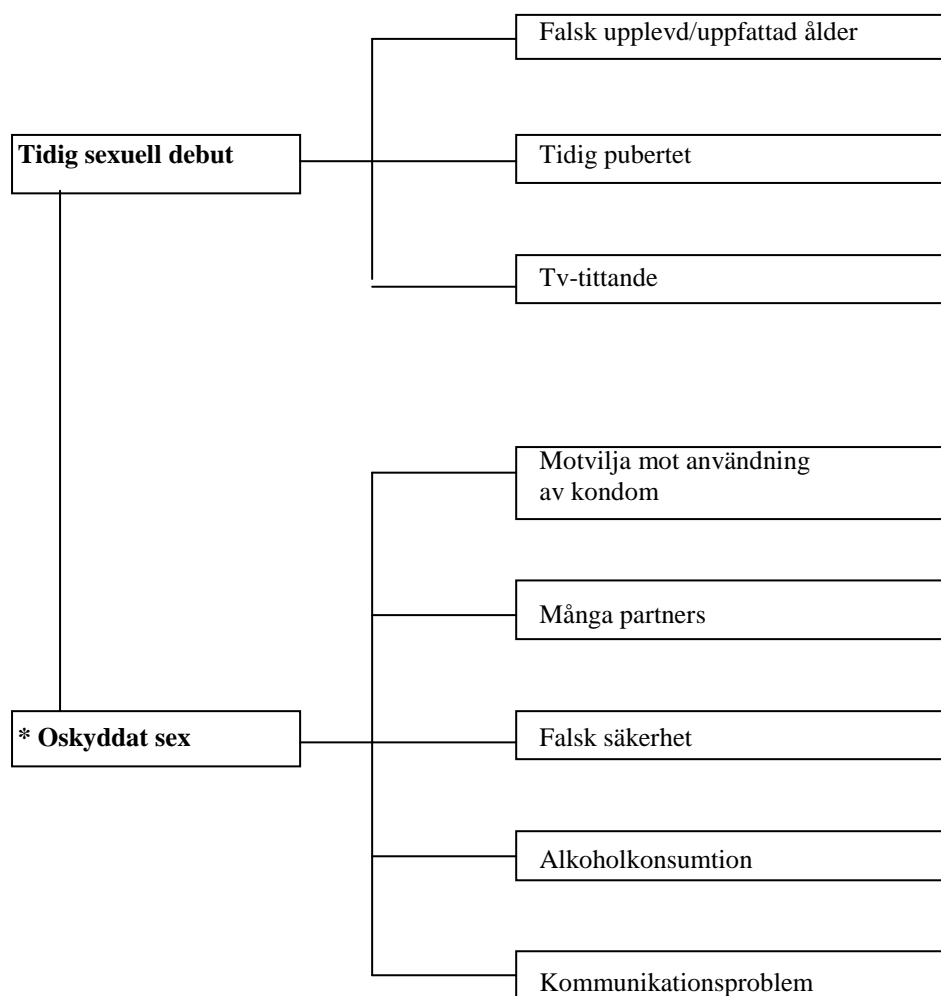 Falsk upplevd/uppfattad ålder
Tidig sexuell debut
Tidig pubertet
Tv-tittande
Motvilja mot användning
av kondom
Många partners
* Oskyddat sex
Falsk säkerhet
Alkoholkonsumtion
Kommunikationsproblem